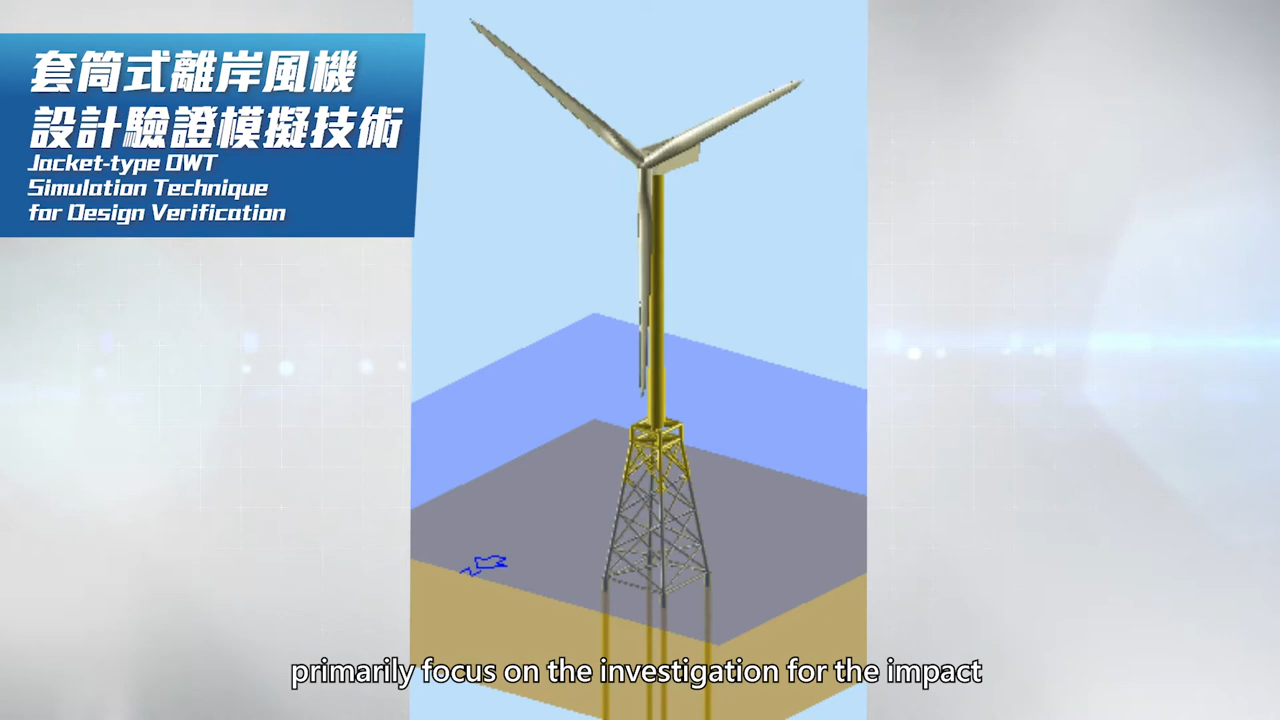 套筒式離岸風機
設計驗證模擬技術
Jacket-type OWT
Simulation Technique
for Design Verification
primarily focus on the investigation for the impact